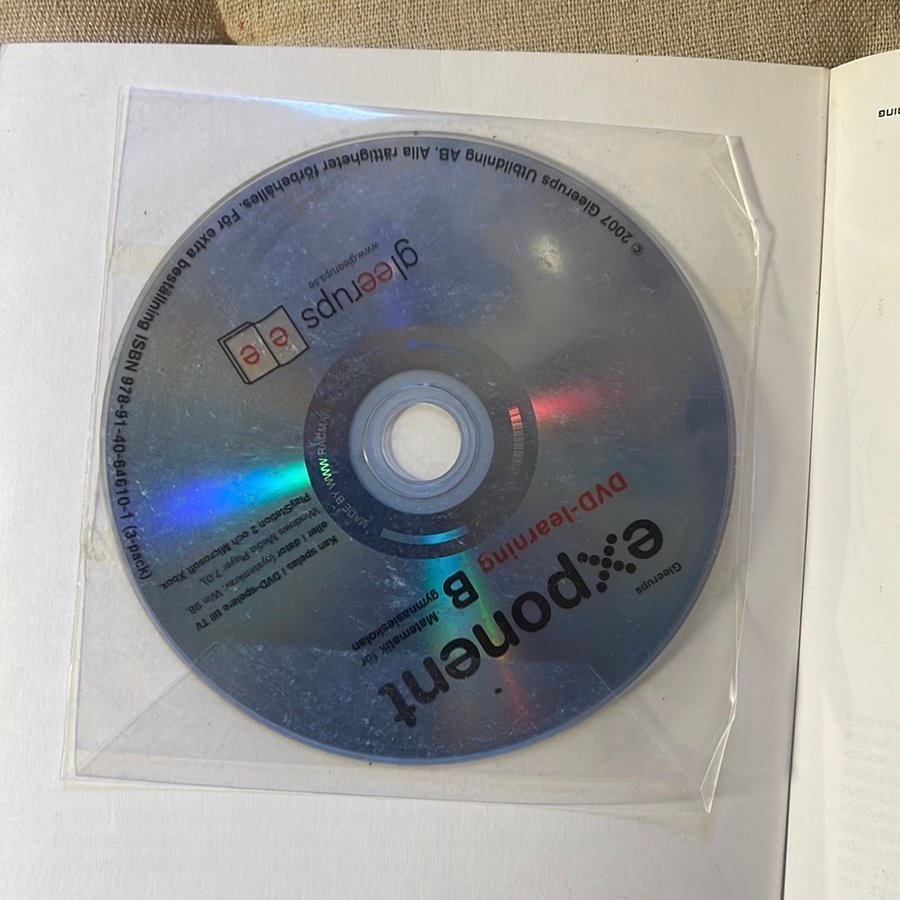 Gleerups
exponent
B
Matematik för
gymnasieskolan
DVD-learning
Kan spelas i DVD-spelare till TV
eller i dator (systemkrav: Win 98,
Windows Media Player 7.0),
PlayStation 2 och Microsoft Xbox.
gleerups
www.gleerups.se
e e
© 2007 Gleerups Utbildning AB. Alla rättigheter förbehålles. För extra beställning ISBN 978-91-40-64610-1 (3-pack)
MADE BY WWW.RACMAN